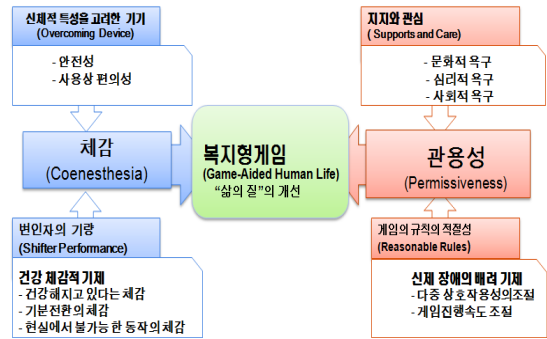 신체적 특성을 고려한 기기
(Overcoming Device)
- 안전성
- 사용상 편의성
지지와 관심
(Supports and Care)
- 문화적 욕구
- 심리적 욕구
- 사회적 욕구
체감
(Coenesthesia)
복지형게임
(Game-Aided Human Life)
“삶의 질”의 개선
관용성
(Permissiveness)
변인자의 기량
(Shifter Performance)
건강 체감적 기제
- 건강해지고 있다는 체감
- 기분전환의 체감
- 현실에서 불가능한 동작의 체감
게임의 규칙의 적절성
(Reasonable Rules)
신체 장애의 배려 기제
- 다중 상호작용성의조절
- 게임진행속도 조절